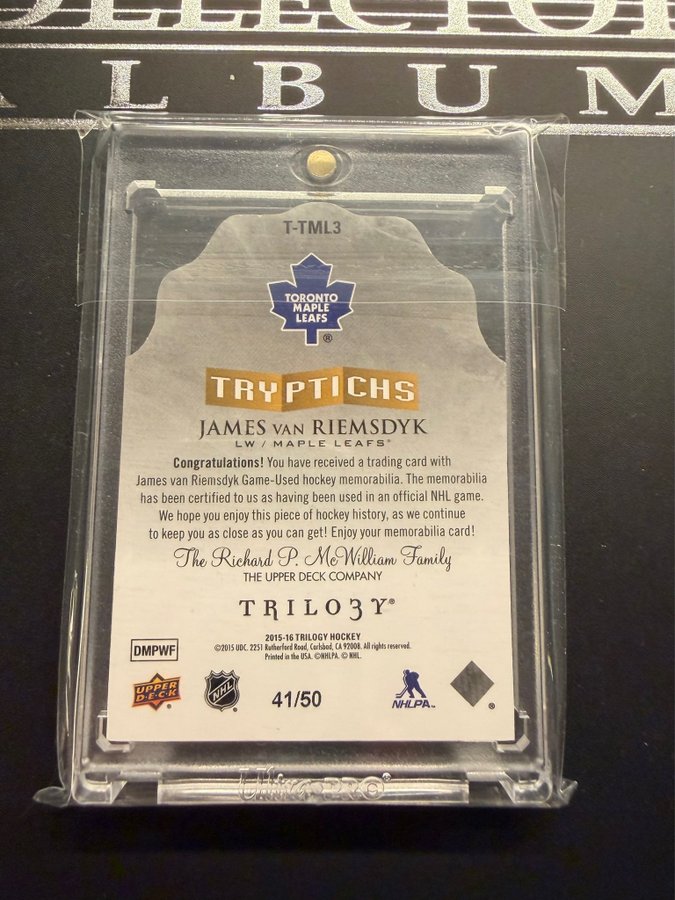 COLLECTOR
ALBUM
T-TML3
TORONTO
MAPLE
LEAFS
®
TRYPTICHS
JAMES VAN RIEMSDYK
LW / MAPLE LEAFS®
Congratulations! You have received a trading card with
James van Riemsdyk Game-Used hockey memorabilia. The memorabilia
has been certified to us as having been used in an official NHL game.
We hope you enjoy this piece of hockey history, as we continue
to keep you as close as you can get! Enjoy your memorabilia card!
The Richard P. McWilliam Family
THE UPPER DECK COMPANY
TRILO3Y®
2015-16 TRILOGY HOCKEY
©2015 UDC, 2251 Rutherford Road, Carlsbad, CA 92008. All rights reserved.
Printed in the USA. ©NHLPA. © NHL.
DMPWF
UPPER
D·E·C·K
®
NHL
®
41/50
NHLPA™
®
Ultra·PRO®